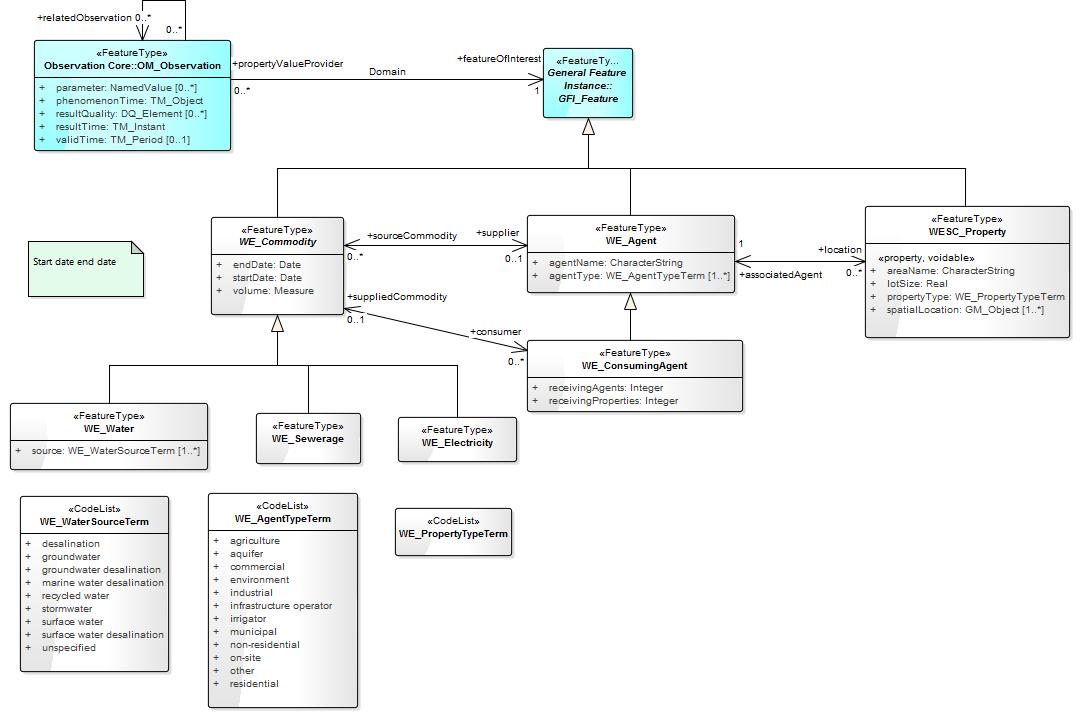 +relatedObservation 0..*
0..*
«FeatureType»
Observation Core::OM_Observation
+ parameter: NamedValue [0..*]
+ phenomenonTime: TM_Object
+ resultQuality: DQ_Element [0..*]
+ resultTime: TM_Instant
+ validTime: TM_Period [0..1]
+propertyValueProvider
0..*
Domain
+featureOfInterest
1
«FeatureTy...
General Feature
Instance::
GFI_Feature
Start date end date
«FeatureType»
WE_Commodity
+ endDate: Date
+ startDate: Date
+ volume: Measure
+sourceCommodity
0..*
+supplier
0..1
«FeatureType»
WE_Agent
+ agentName: CharacterString
+ agentType: WE_AgentTypeTerm [1..*]
1
+associatedAgent
+location
0..*
«FeatureType»
WESC_Property
«property, voidable»
+ areaName: CharacterString
+ lotSize: Real
+ propertyType: WE_PropertyTypeTerm
+ spatialLocation: GM_Object [1..*]
+suppliedCommodity
0..1
+consumer
0..*
«FeatureType»
WE_ConsumingAgent
+ receivingAgents: Integer
+ receivingProperties: Integer
«FeatureType»
WE_Water
+ source: WE_WaterSourceTerm [1..*]
«FeatureType»
WE_Sewerage
«FeatureType»
WE_Electricity
«CodeList»
WE_WaterSourceTerm
+ desalination
+ groundwater
+ groundwater desalination
+ marine water desalination
+ recycled water
+ stormwater
+ surface water
+ surface water desalination
+ unspecified
«CodeList»
WE_AgentTypeTerm
+ agriculture
+ aquifer
+ commercial
+ environment
+ industrial
+ infrastructure operator
+ irrigator
+ municipal
+ non-residential
+ on-site
+ other
+ residential
«CodeList»
WE_PropertyTypeTerm